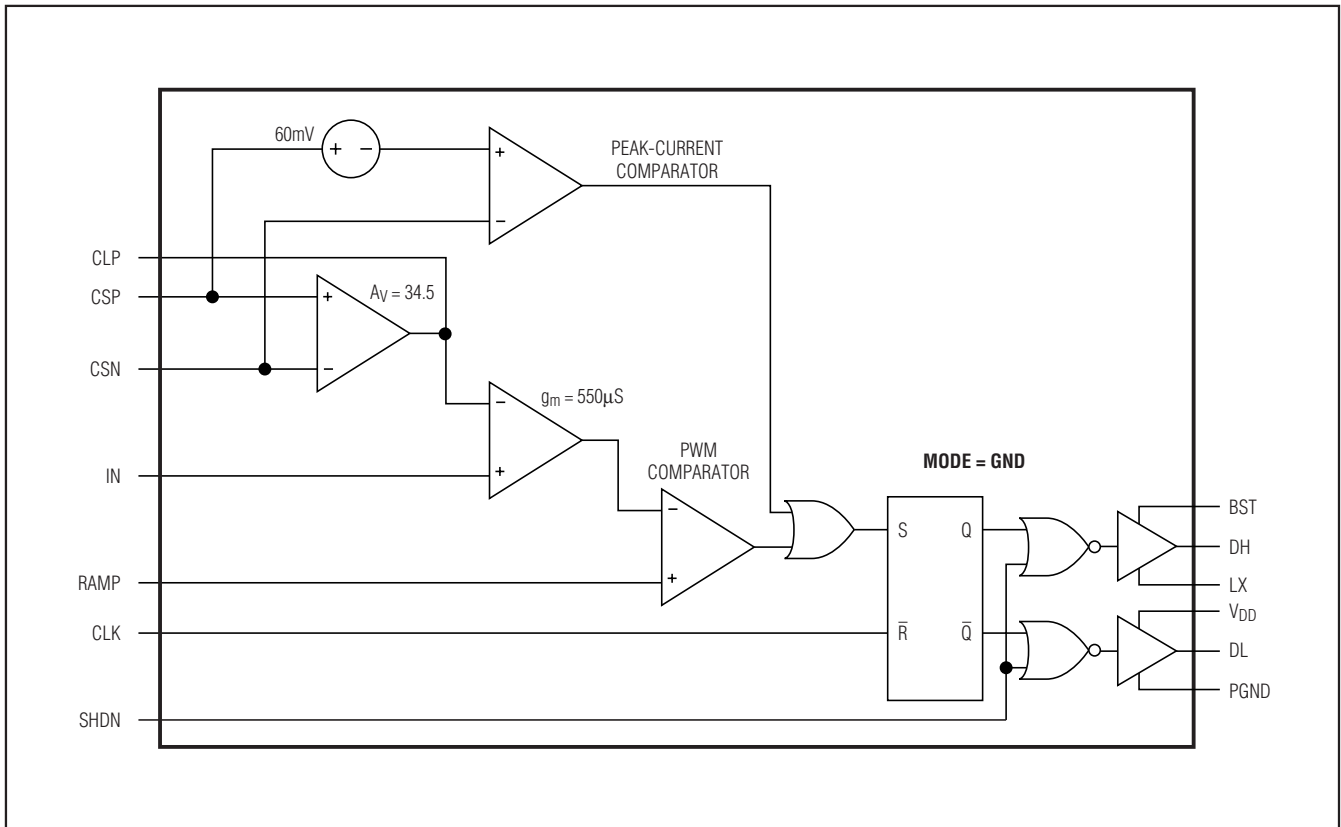 60mV
+ −
+
−
PEAK-CURRENT
COMPARATOR
CLP
CSP
CSN
+
−
AV = 34.5
−
+
gm = 550μS
IN
PWM
COMPARATOR
−
+
MODE = GND
S Q
R̅ Q̅
RAMP
CLK
SHDN
BST
DH
LX
VDD
DL
PGND